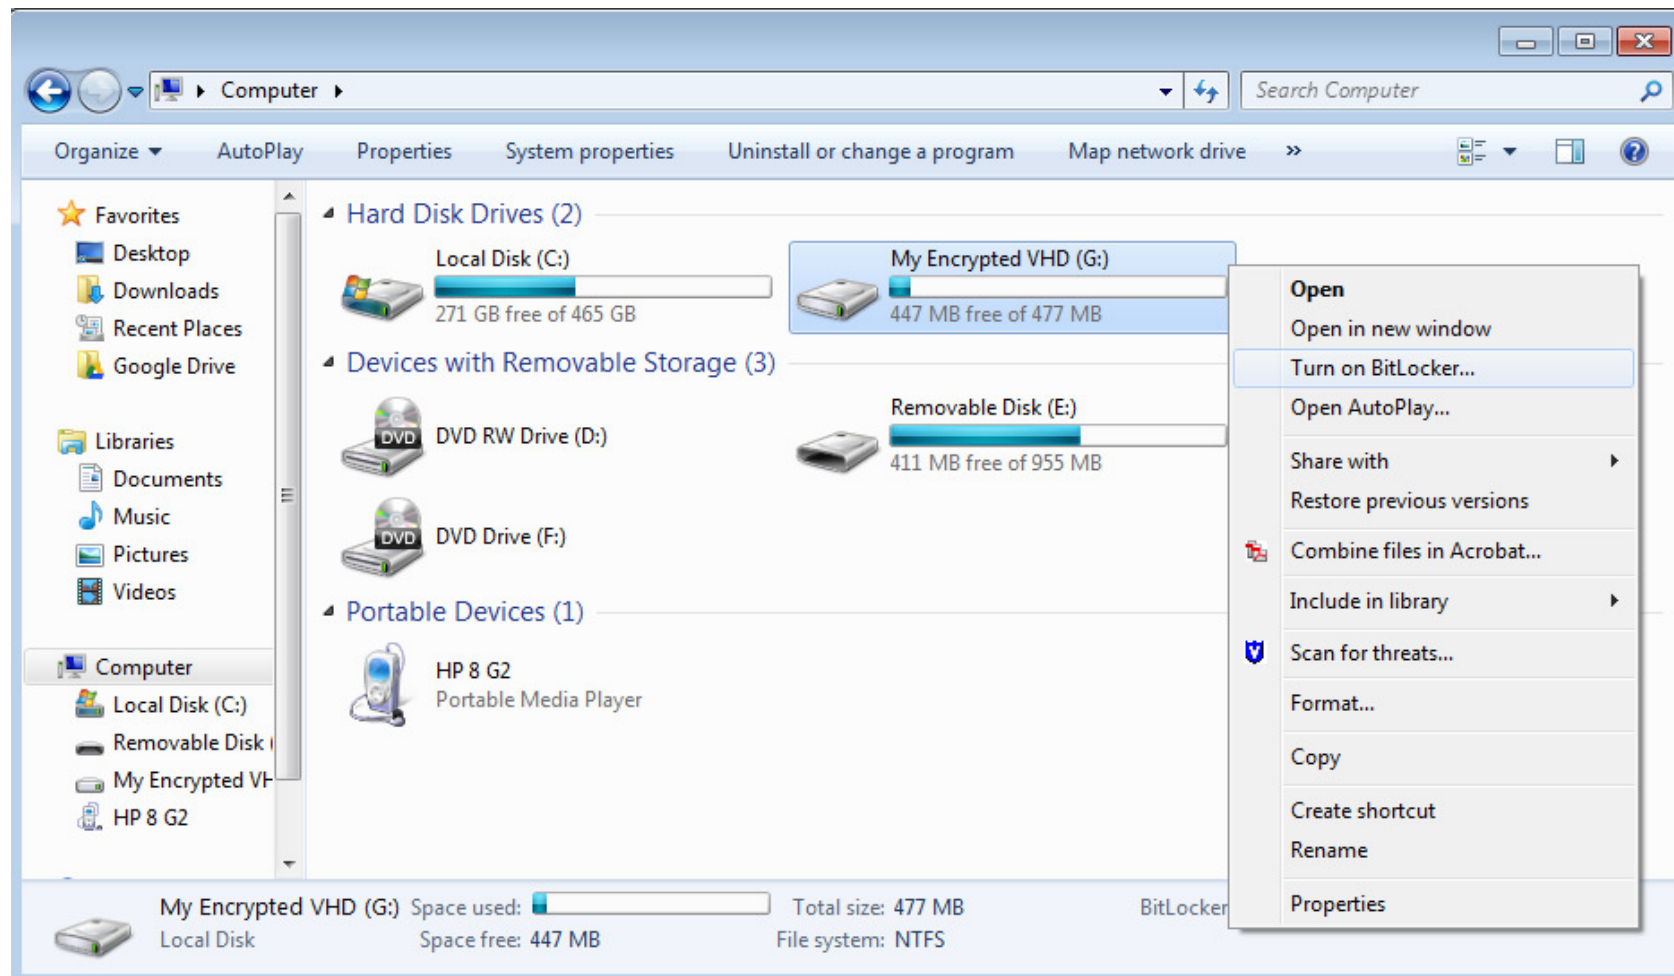 Computer
Search Computer
Organize AutoPlay Properties System properties Uninstall or change a program Map network drive »
Favorites
Desktop
Downloads
Recent Places
Google Drive
Libraries
Documents
Music
Pictures
Videos
Computer
Local Disk (C:)
Removable Disk (
My Encrypted VH
HP 8 G2
Hard Disk Drives (2)
Local Disk (C:)
271 GB free of 465 GB
My Encrypted VHD (G:)
447 MB free of 477 MB
Devices with Removable Storage (3)
DVD
DVD RW Drive (D:)
Removable Disk (E:)
411 MB free of 955 MB
DVD
DVD Drive (F:)
Portable Devices (1)
HP 8 G2
Portable Media Player
Open
Open in new window
Turn on BitLocker...
Open AutoPlay...
Share with
Restore previous versions
Combine files in Acrobat...
Include in library
Scan for threats...
Format...
Copy
Create shortcut
Rename
Properties
My Encrypted VHD (G:) Space used: Total size: 477 MB BitLocker
Local Disk Space free: 447 MB File system: NTFS